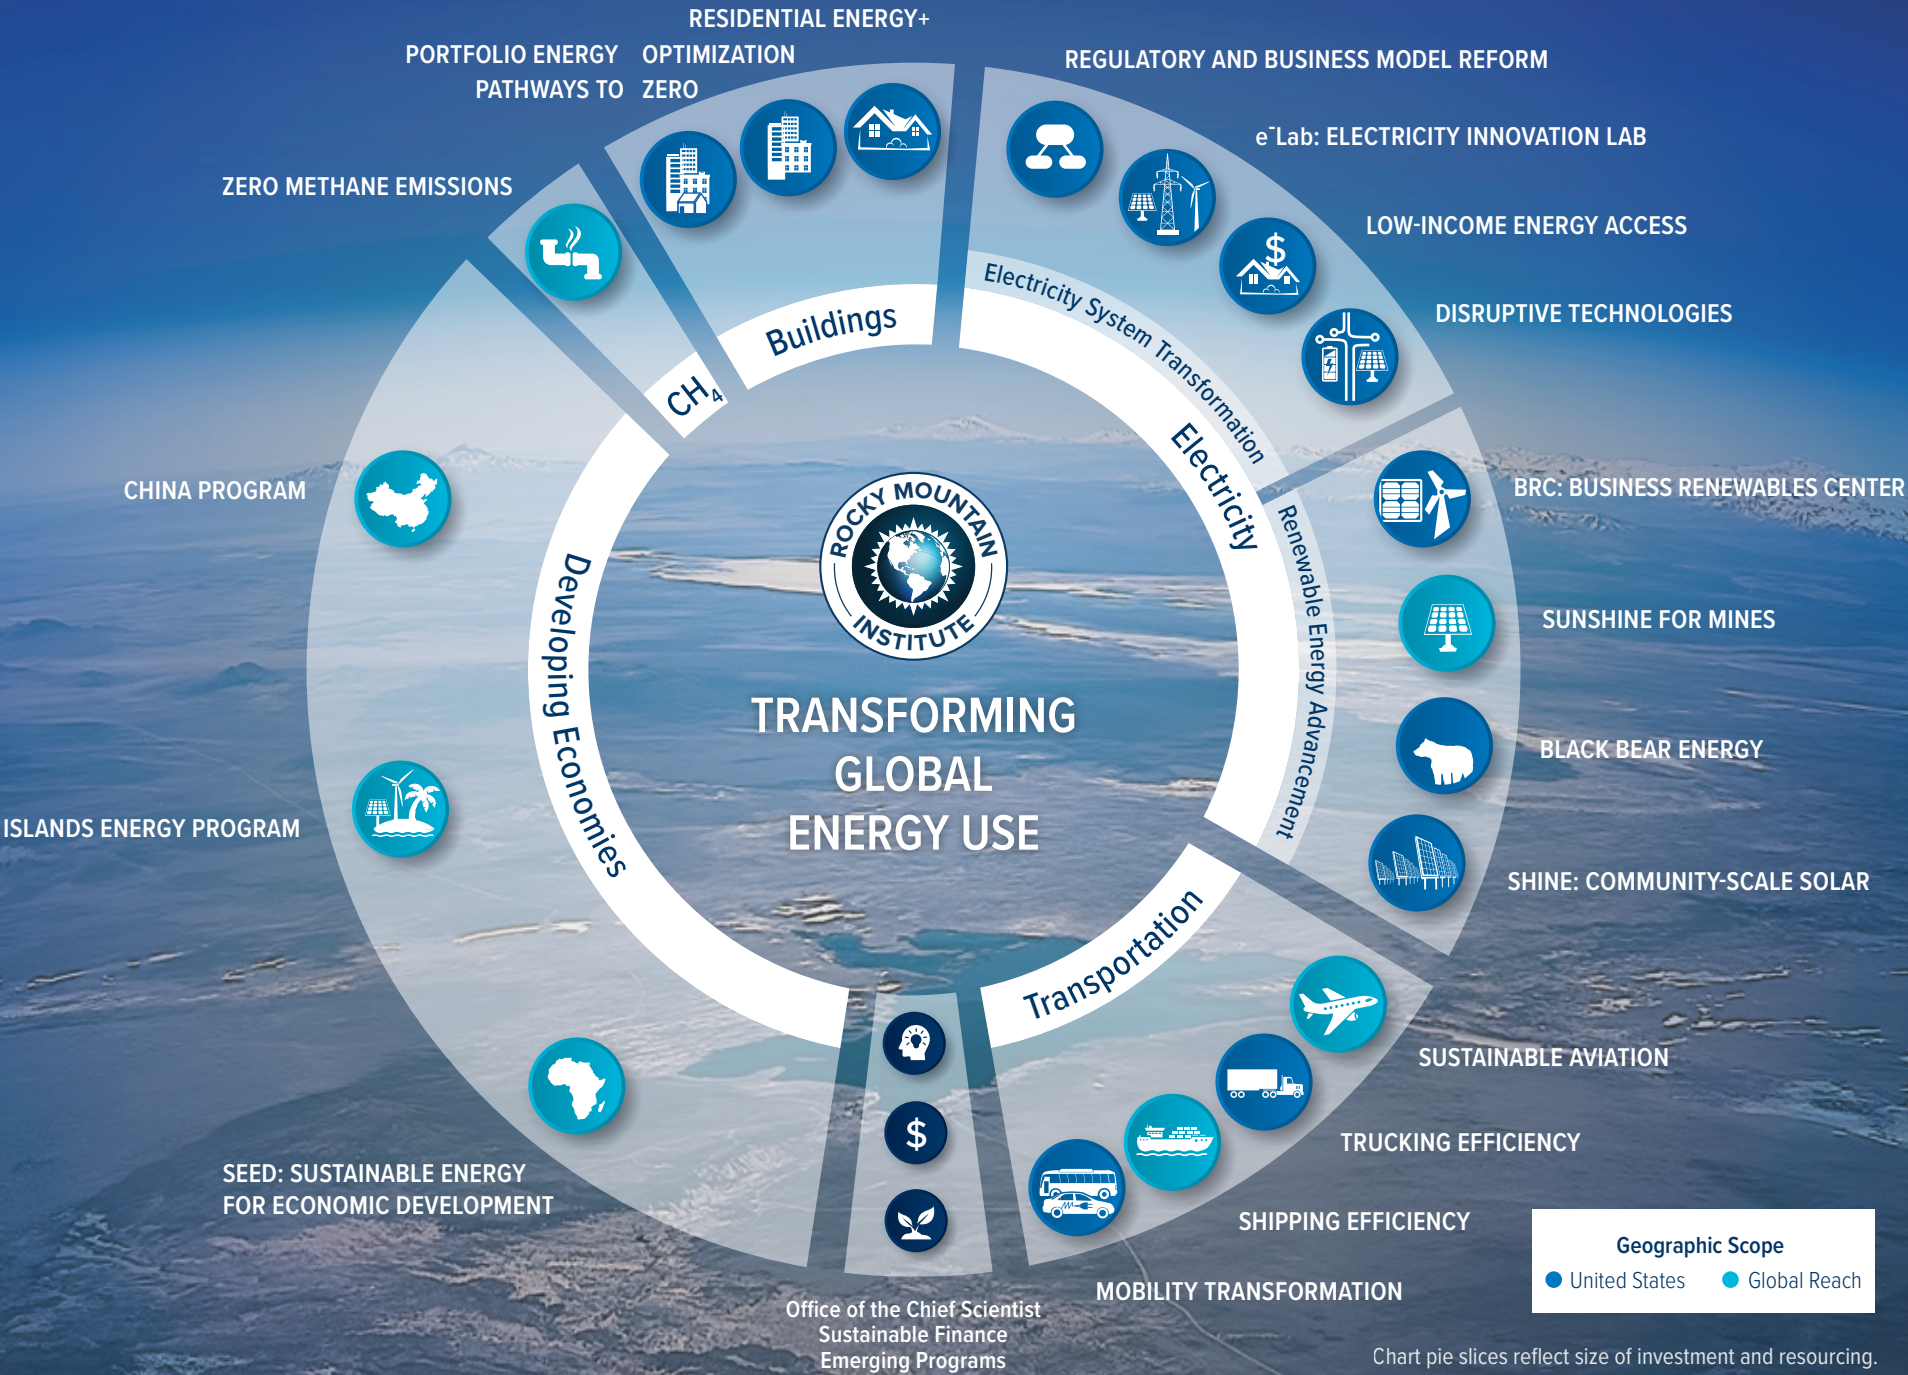 RESIDENTIAL ENERGY+
PORTFOLIO ENERGY OPTIMIZATION
PATHWAYS TO ZERO
REGULATORY AND BUSINESS MODEL REFORM
e⁻Lab: ELECTRICITY INNOVATION LAB
ZERO METHANE EMISSIONS
LOW-INCOME ENERGY ACCESS
DISRUPTIVE TECHNOLOGIES
Electricity System Transformation
Buildings
CH₄
Electricity
CHINA PROGRAM
BRC: BUSINESS RENEWABLES CENTER
ROCKY MOUNTAIN
INSTITUTE
Renewable Energy Advancement
Developing Economies
SUNSHINE FOR MINES
TRANSFORMING
GLOBAL
ENERGY USE
BLACK BEAR ENERGY
ISLANDS ENERGY PROGRAM
SHINE: COMMUNITY-SCALE SOLAR
Transportation
SUSTAINABLE AVIATION
$
$
TRUCKING EFFICIENCY
SEED: SUSTAINABLE ENERGY
FOR ECONOMIC DEVELOPMENT
SHIPPING EFFICIENCY
MOBILITY TRANSFORMATION
Geographic Scope
United States Global Reach
Office of the Chief Scientist
Sustainable Finance
Emerging Programs
Chart pie slices reflect size of investment and resourcing.